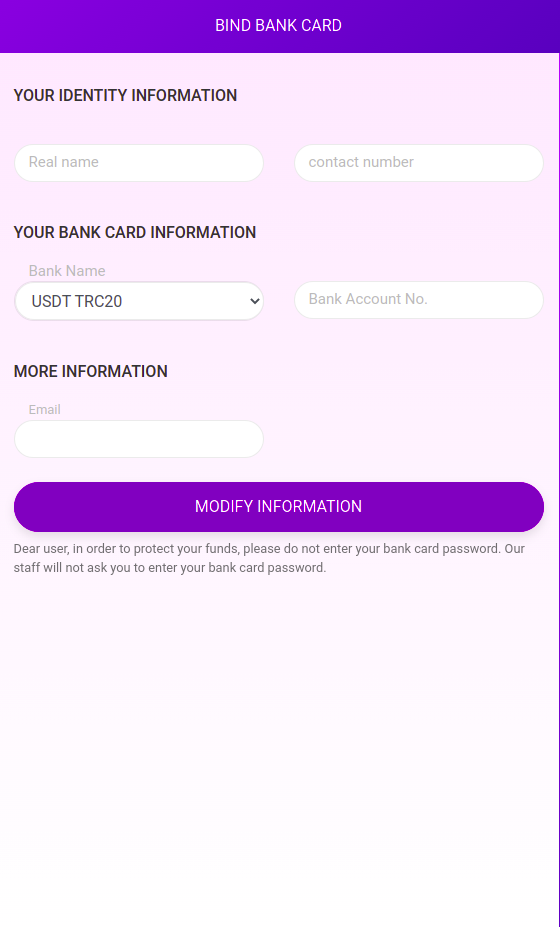 BIND BANK CARD
YOUR IDENTITY INFORMATION
Real name
contact number
YOUR BANK CARD INFORMATION
Bank Name
USDT TRC20
Bank Account No.
MORE INFORMATION
Email
MODIFY INFORMATION
Dear user, in order to protect your funds, please do not enter your bank card password. Our
staff will not ask you to enter your bank card password.